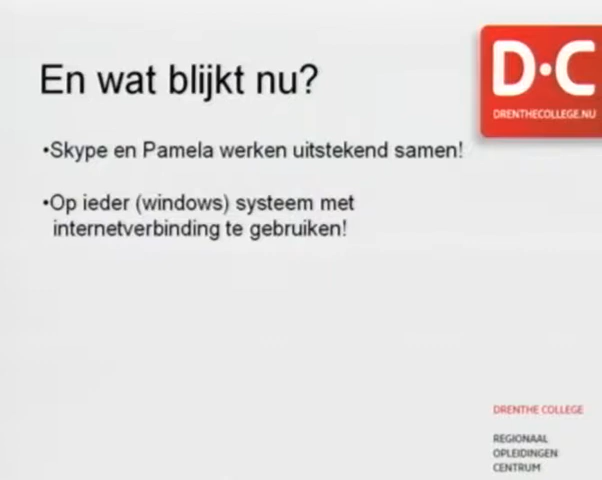 En wat blijkt nu?
•Skype en Pamela werken uitstekend samen!
•Op ieder (windows) systeem met
internetverbinding te gebruiken!
D·C
DRENTHECOLLEGE.NU
DRENTHE COLLEGE
REGIONAAL
OPLEIDINGEN
CENTRUM